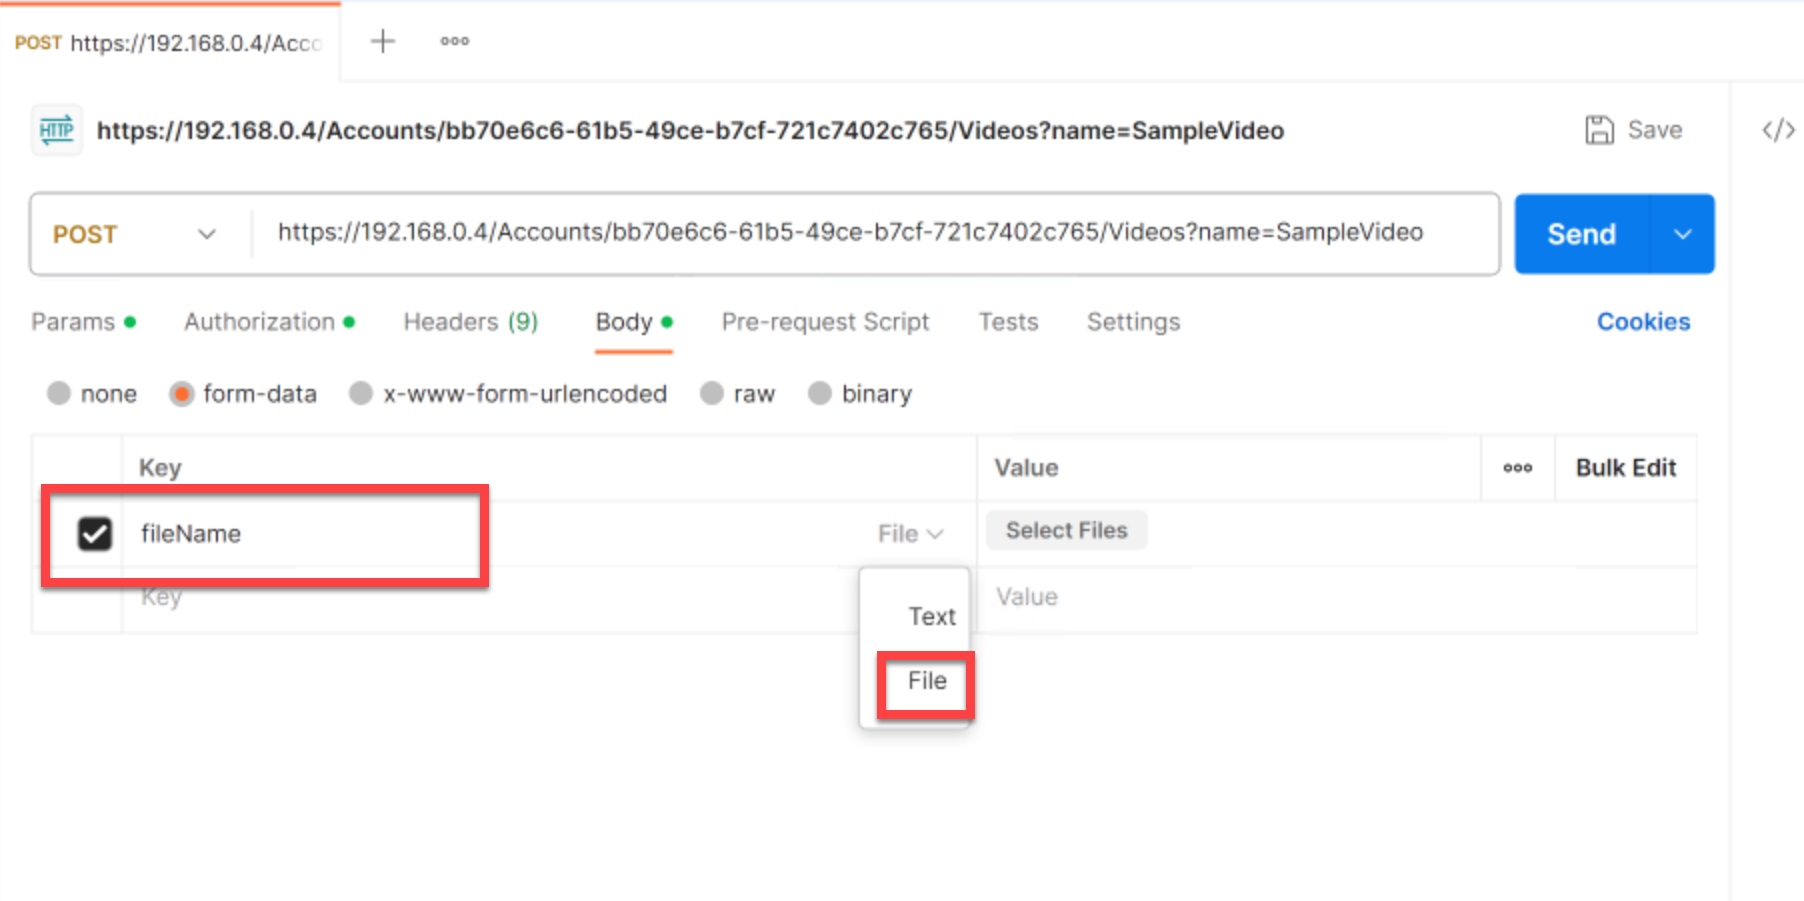 POST https://192.168.0.4/Acco
HTTP https://192.168.0.4/Accounts/bb70e6c6-61b5-49ce-b7cf-721c7402c765/Videos?name=SampleVideo Save </>
POST https://192.168.0.4/Accounts/bb70e6c6-61b5-49ce-b7cf-721c7402c765/Videos?name=SampleVideo Send
Params Authorization Headers (9) Body Pre-request Script Tests Settings Cookies
none form-data x-www-form-urlencoded raw binary
Key Value Bulk Edit
fileName File Select Files
Key Value
Text
File